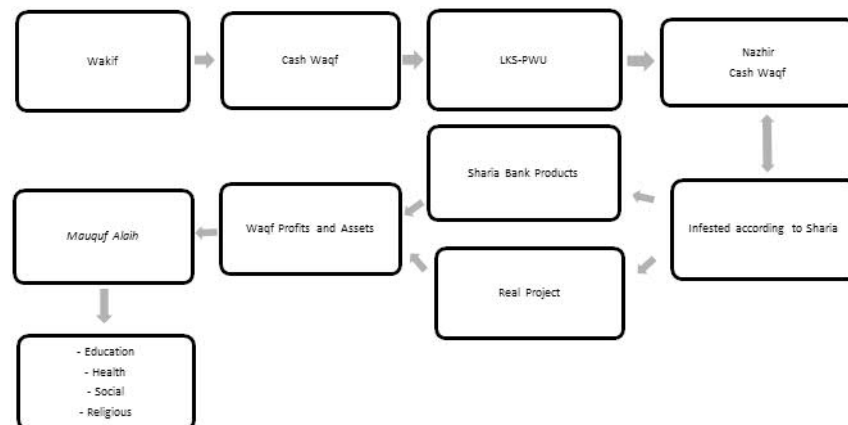 Wakif
Cash Waqf
LKS-PWU
Nazhir
Cash Waqf
Sharia Bank Products
Mauquf Alaih
Waqf Profits and Assets
Infested according to Sharia
Real Project
- Education
- Health
- Social
- Religious